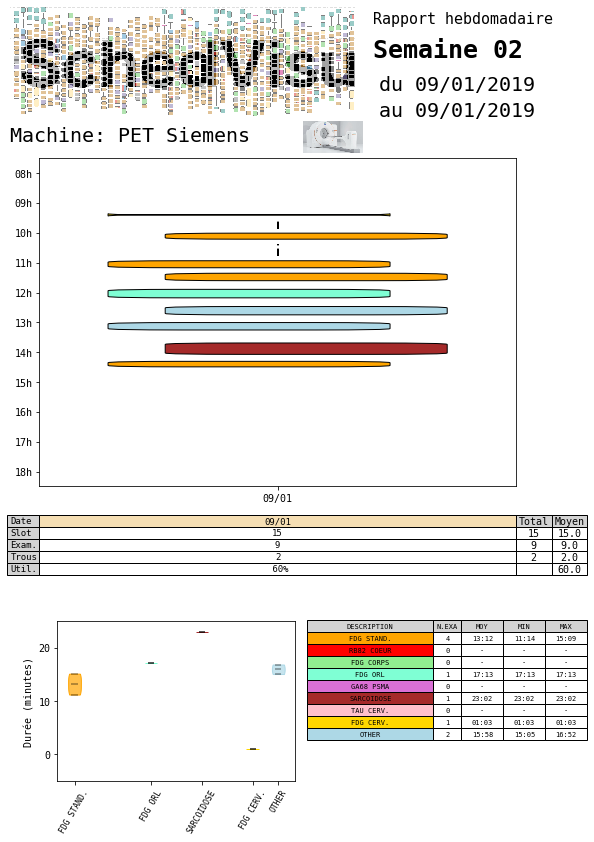 Rapport hebdomadaire
Semaine 02
du 09/01/2019
au 09/01/2019
Machine: PET Siemens
08h
09h
10h
11h
12h
13h
14h
15h
16h
17h
18h
09/01
Date 09/01 Total Moyen
Slot 15 15 15.0
Exam. 9 9 9.0
Trous 2 2 2.0
Util. 60% 60.0
Durée (minutes)
20
0
FDG STAND.
FDG ORL
SARCOIDOSE
FDG CERV.
OTHER
DESCRIPTION N.EXA MOY MIN MAX
FDG STAND. 4 13:12 11:14 15:09
RB82 COEUR 0 - - -
FDG CORPS 0 - - -
FDG ORL 1 17:13 17:13 17:13
GA68 PSMA 0 - - -
SARCOIDOSE 1 23:02 23:02 23:02
TAU CERV. 0 - - -
FDG CERV. 1 01:03 01:03 01:03
OTHER 2 15:58 15:05 16:52